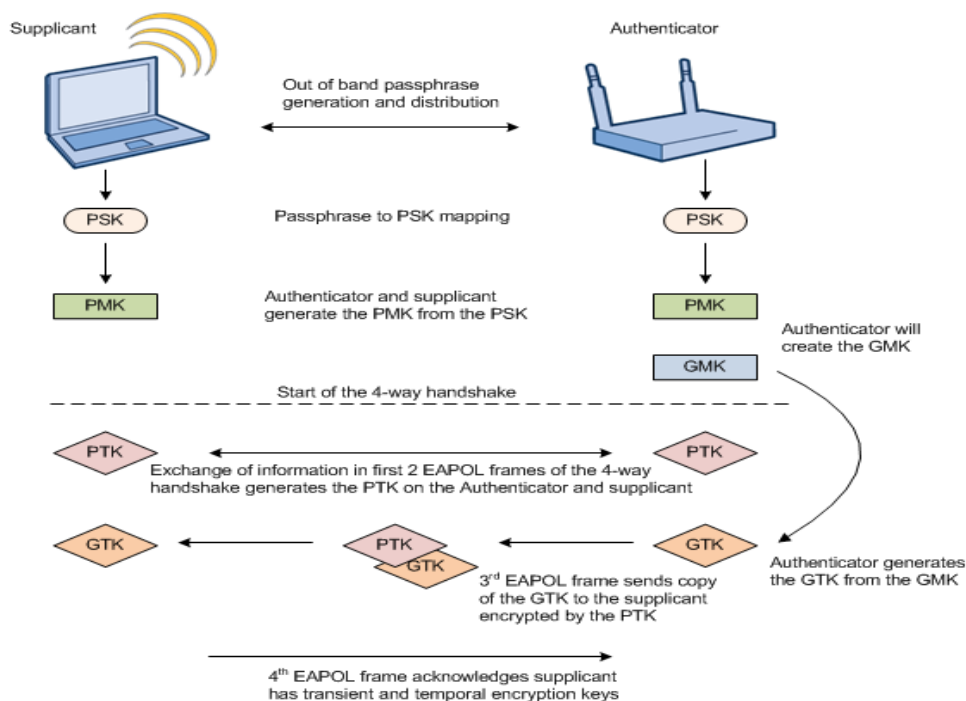 Supplicant
Authenticator
Out of band passphrase
generation and distribution
PSK
Passphrase to PSK mapping
PSK
PMK
Authenticator and supplicant
generate the PMK from the PSK
PMK
Authenticator will
create the GMK
GMK
Start of the 4-way handshake
PTK
PTK
Exchange of information in first 2 EAPOL frames of the 4-way
handshake generates the PTK on the Authenticator and supplicant
GTK
PTK
GTK
GTK
Authenticator generates
the GTK from the GMK
3rd EAPOL frame sends copy
of the GTK to the supplicant
encrypted by the PTK
4th EAPOL frame acknowledges supplicant
has transient and temporal encryption keys